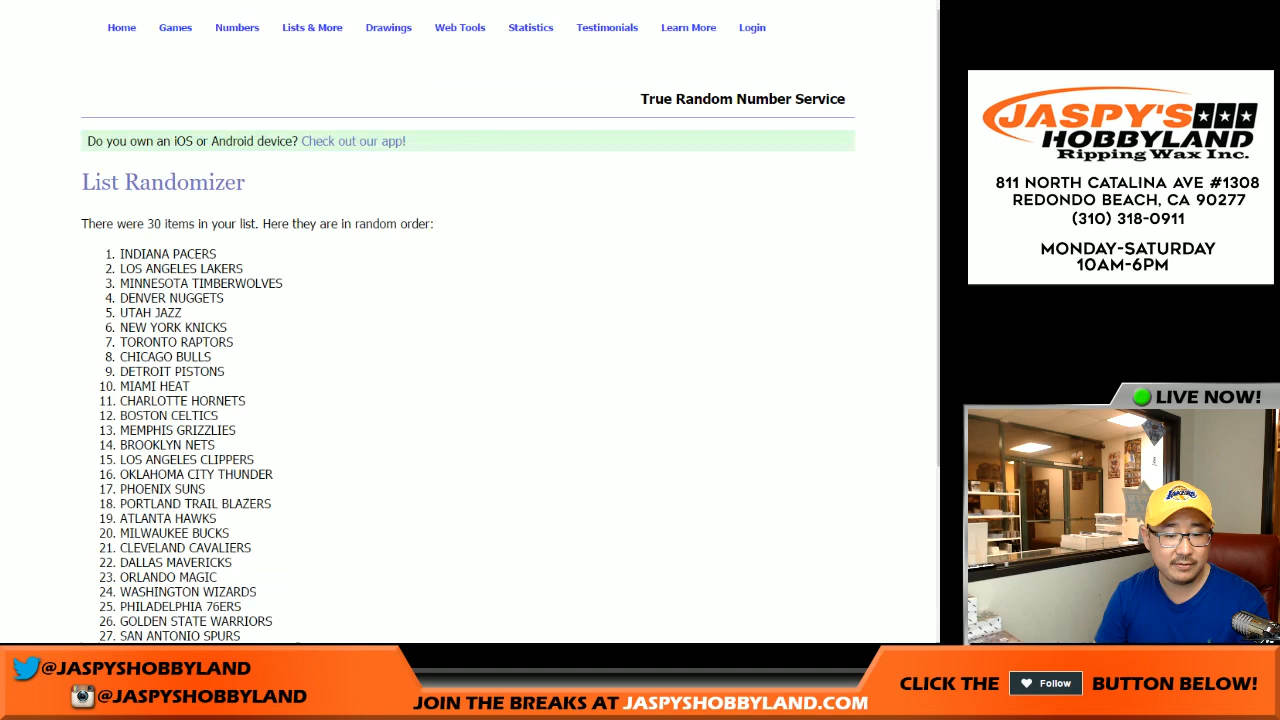 Home Games Numbers Lists & More Drawings Web Tools Statistics Testimonials Learn More Login
True Random Number Service
Do you own an iOS or Android device? Check out our app!
List Randomizer
There were 30 items in your list. Here they are in random order:
1. INDIANA PACERS
2. LOS ANGELES LAKERS
3. MINNESOTA TIMBERWOLVES
4. DENVER NUGGETS
5. UTAH JAZZ
6. NEW YORK KNICKS
7. TORONTO RAPTORS
8. CHICAGO BULLS
9. DETROIT PISTONS
10. MIAMI HEAT
11. CHARLOTTE HORNETS
12. BOSTON CELTICS
13. MEMPHIS GRIZZLIES
14. BROOKLYN NETS
15. LOS ANGELES CLIPPERS
16. OKLAHOMA CITY THUNDER
17. PHOENIX SUNS
18. PORTLAND TRAIL BLAZERS
19. ATLANTA HAWKS
20. MILWAUKEE BUCKS
21. CLEVELAND CAVALIERS
22. DALLAS MAVERICKS
23. ORLANDO MAGIC
24. WASHINGTON WIZARDS
25. PHILADELPHIA 76ERS
26. GOLDEN STATE WARRIORS
27. SAN ANTONIO SPURS
JASPY'S
HOBBYLAND
Ripping Wax Inc.
811 NORTH CATALINA AVE #1308
REDONDO BEACH, CA 90277
(310) 318-0911
MONDAY-SATURDAY
10AM-6PM
LIVE NOW!
LAKERS
@JASPYSHOBBYLAND
@JASPYSHOBBYLAND
JOIN THE BREAKS AT JASPYSHOBBYLAND.COM
CLICK THE Follow BUTTON BELOW!